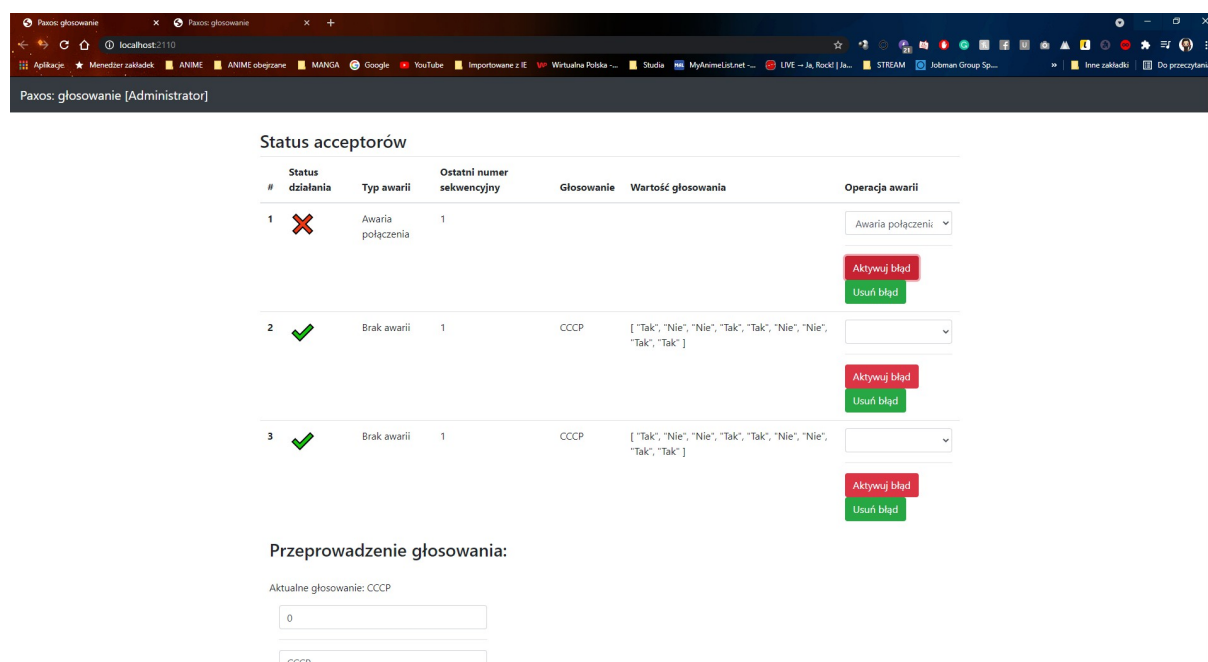 Paxos: głosowanie
Paxos: głosowanie
localhost:2110
21
Aplikacje Menedżer zakładek ANIME ANIME obejrzane MANGA Google YouTube Importowane z IE Wirtualna Polska -... Studia MyAnimeList.net -... LIVE → Ja, Rock! | Ja... STREAM Jobman Group Sp.... » Inne zakładki Do przeczytania
Paxos: głosowanie [Administrator]
Status acceptorów
# Status działania Typ awarii Ostatni numer sekwencyjny Głosowanie Wartość głosowania Operacja awarii
1 Awaria połączenia 1 Awaria połączenia
Aktywuj błąd
Usuń błąd
2 Brak awarii 1 CCCP [ "Tak", "Nie", "Nie", "Tak", "Tak", "Nie", "Nie",
"Tak", "Tak" ]
Aktywuj błąd
Usuń błąd
3 Brak awarii 1 CCCP [ "Tak", "Nie", "Nie", "Tak", "Tak", "Nie", "Nie",
"Tak", "Tak" ]
Aktywuj błąd
Usuń błąd
Przeprowadzenie głosowania:
Aktualne głosowanie: CCCP
0
CCCP